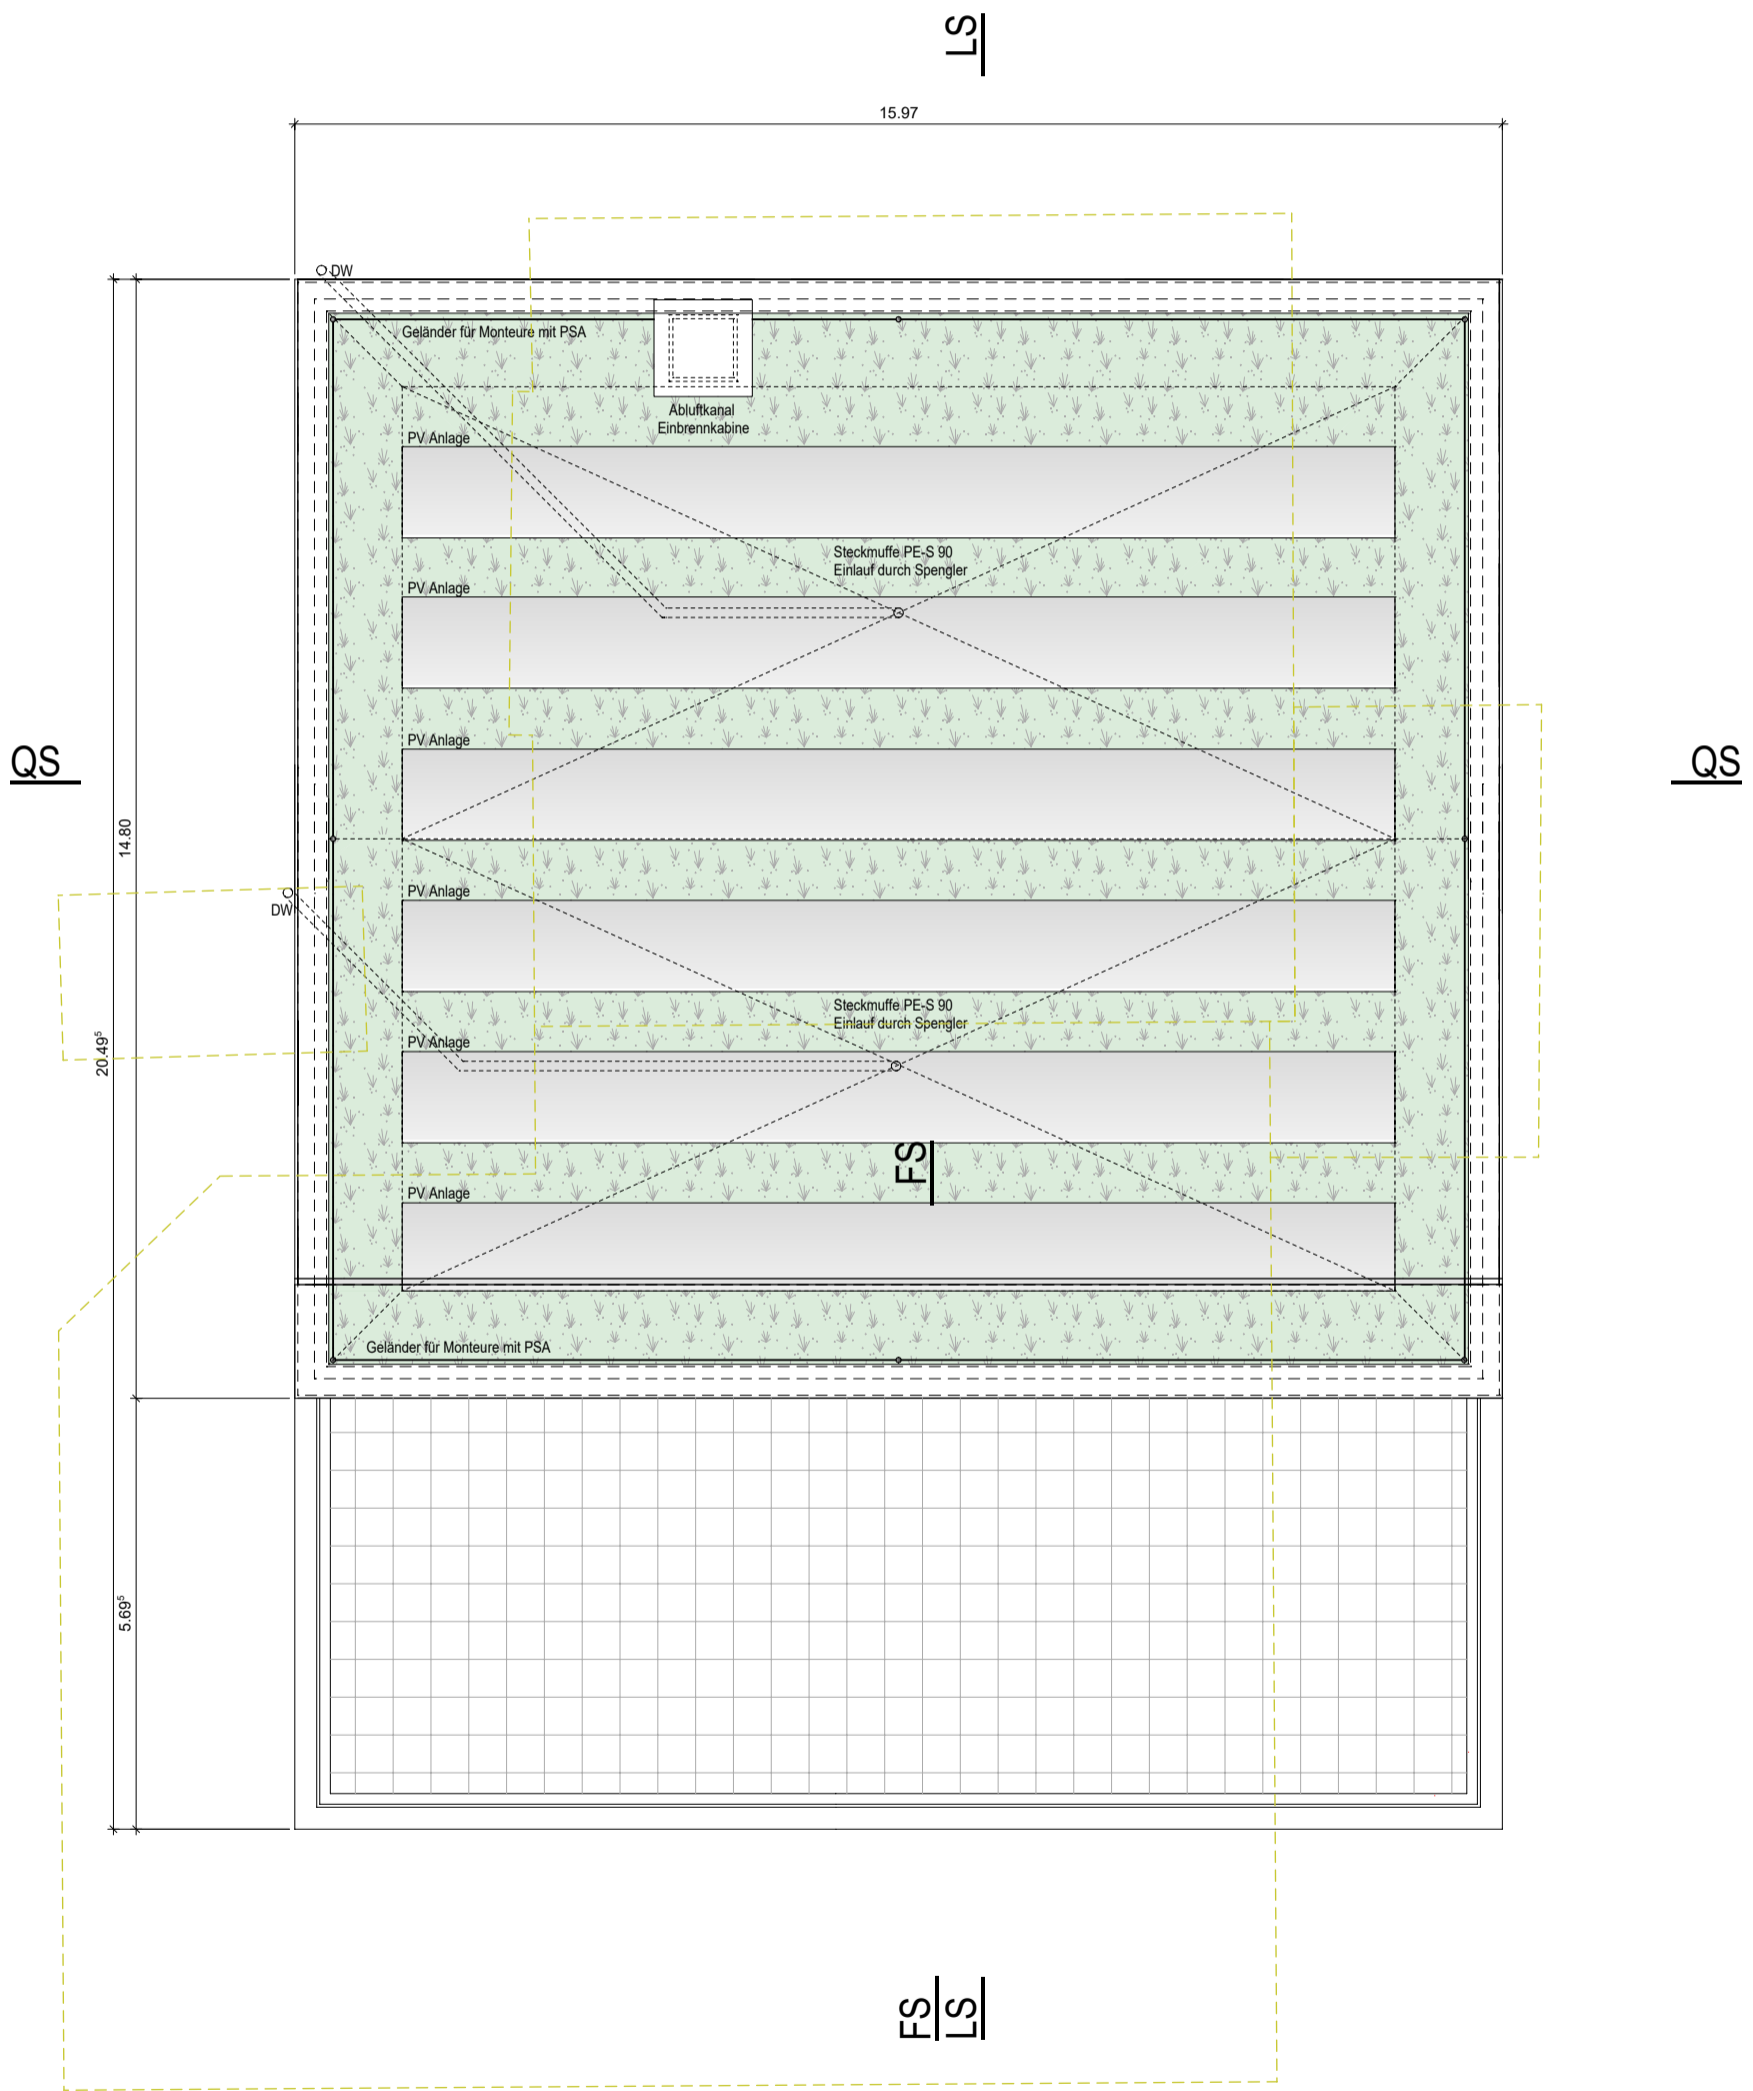 LS
15.97
DW
Geländer für Monteure mit PSA
Abluftkanal
Einbrennkabine
PV Anlage
Steckmuffe PE-S 90
Einlauf durch Spengler
PV Anlage
QS
QS
PV Anlage
14.80
PV Anlage
DW
Steckmuffe PE-S 90
Einlauf durch Spengler
20.49⁵
PV Anlage
FS
PV Anlage
Geländer für Monteure mit PSA
5.69⁵
FS
LS